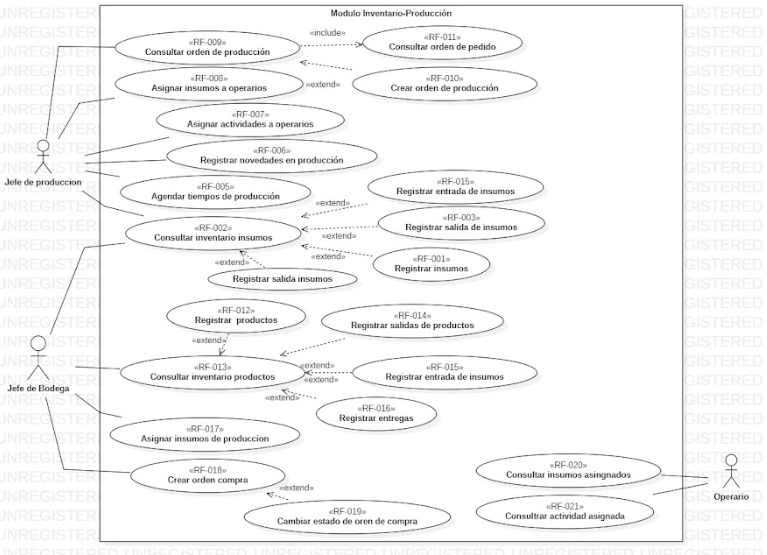 Modulo Inventario-Producción
«RF-009»
Consultar orden de producción
«include»
«RF-011»
Consultar orden de pedido
«RF-008»
Asignar insumos a operarios
«extend»
«RF-010»
Crear orden de producción
«RF-007»
Asignar actividades a operarios
«RF-006»
Registrar novedades en producción
Jefe de produccion
«RF-005»
Agendar tiempos de producción
«RF-015»
Registrar entrada de insumos
«extend»
«RF-002»
Consultar inventario insumos
«RF-003»
Registrar salida de insumos
«extend»
«extend»
«RF-001»
Registrar insumos
«extend»
Registrar salida insumos
«RF-012»
Registrar productos
«RF-014»
Registrar salidas de productos
«extend»
«RF-013»
Consultar inventario productos
«extend»
«extend»
«RF-015»
Registrar entrada de insumos
Jefe de Bodega
«extend»
«RF-016»
Registrar entregas
«RF-017»
Asignar insumos de produccion
«RF-018»
Crear orden compra
«extend»
«RF-019»
Cambiar estado de oren de compra
«RF-020»
Consultar insumos asingnados
«RF-021»
Consultrar actividad asignada
Operario
UNREGISTERED